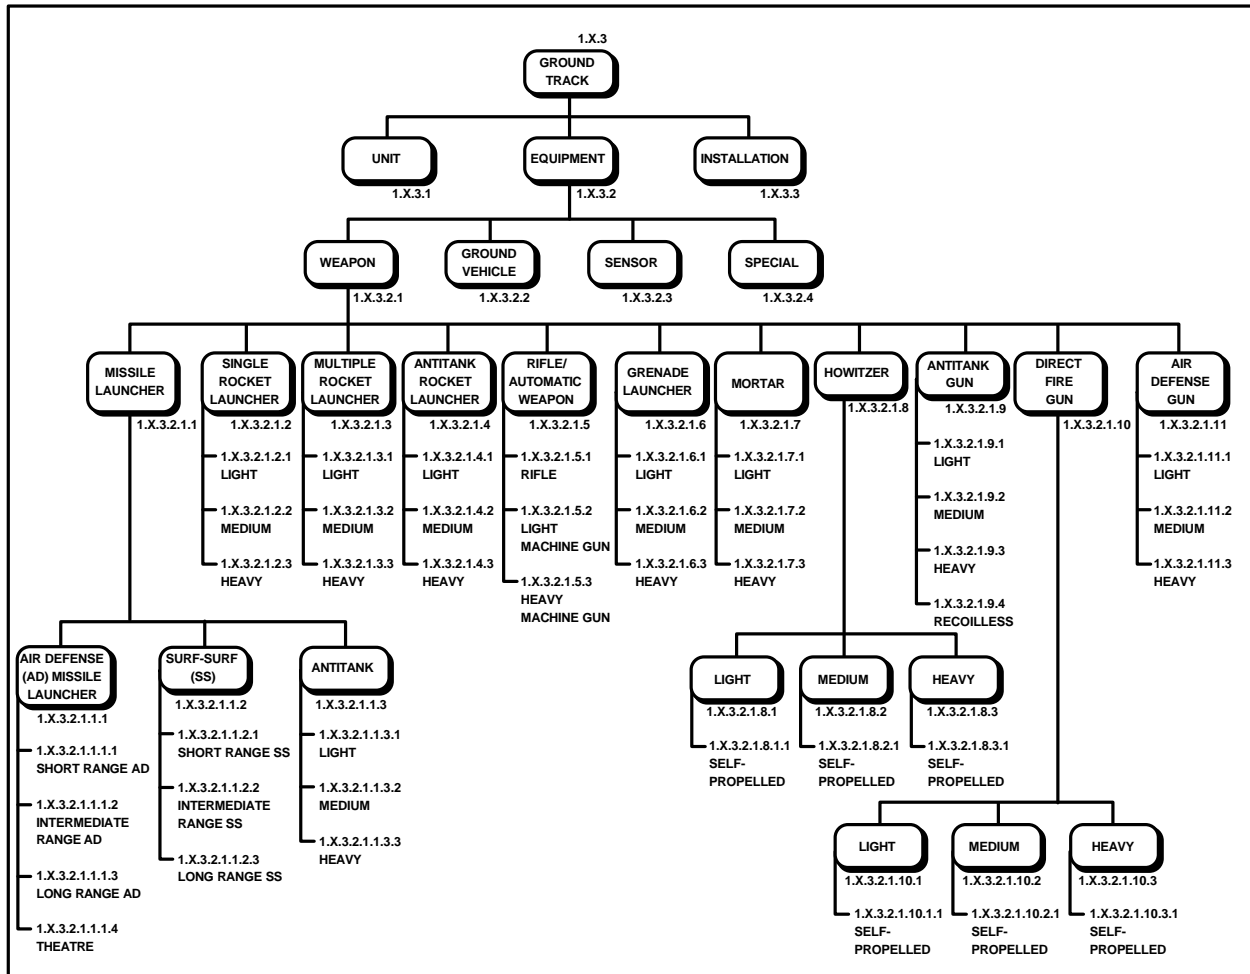 1.X.3
GROUND
TRACK
UNIT
1.X.3.1
EQUIPMENT
1.X.3.2
INSTALLATION
1.X.3.3
WEAPON
1.X.3.2.1
GROUND
VEHICLE
1.X.3.2.2
SENSOR
1.X.3.2.3
SPECIAL
1.X.3.2.4
MISSILE
LAUNCHER
1.X.3.2.1.1
SINGLE
ROCKET
LAUNCHER
1.X.3.2.1.2
1.X.3.2.1.2.1
LIGHT
1.X.3.2.1.2.2
MEDIUM
1.X.3.2.1.2.3
HEAVY
MULTIPLE
ROCKET
LAUNCHER
1.X.3.2.1.3
1.X.3.2.1.3.1
LIGHT
1.X.3.2.1.3.2
MEDIUM
1.X.3.2.1.3.3
HEAVY
ANTITANK
ROCKET
LAUNCHER
1.X.3.2.1.4
1.X.3.2.1.4.1
LIGHT
1.X.3.2.1.4.2
MEDIUM
1.X.3.2.1.4.3
HEAVY
RIFLE/
AUTOMATIC
WEAPON
1.X.3.2.1.5
1.X.3.2.1.5.1
RIFLE
1.X.3.2.1.5.2
LIGHT
MACHINE GUN
1.X.3.2.1.5.3
HEAVY
MACHINE GUN
GRENADE
LAUNCHER
1.X.3.2.1.6
1.X.3.2.1.6.1
LIGHT
1.X.3.2.1.6.2
MEDIUM
1.X.3.2.1.6.3
HEAVY
MORTAR
1.X.3.2.1.7
1.X.3.2.1.7.1
LIGHT
1.X.3.2.1.7.2
MEDIUM
1.X.3.2.1.7.3
HEAVY
HOWITZER
1.X.3.2.1.8
ANTITANK
GUN
1.X.3.2.1.9
1.X.3.2.1.9.1
LIGHT
1.X.3.2.1.9.2
MEDIUM
1.X.3.2.1.9.3
HEAVY
1.X.3.2.1.9.4
RECOILLESS
DIRECT
FIRE
GUN
1.X.3.2.1.10
AIR
DEFENSE
GUN
1.X.3.2.1.11
1.X.3.2.1.11.1
LIGHT
1.X.3.2.1.11.2
MEDIUM
1.X.3.2.1.11.3
HEAVY
AIR DEFENSE
(AD) MISSILE
LAUNCHER
1.X.3.2.1.1.1
1.X.3.2.1.1.1.1
SHORT RANGE AD
1.X.3.2.1.1.1.2
INTERMEDIATE
RANGE AD
1.X.3.2.1.1.1.3
LONG RANGE AD
1.X.3.2.1.1.1.4
THEATRE
SURF-SURF
(SS)
1.X.3.2.1.1.2
1.X.3.2.1.1.2.1
SHORT RANGE SS
1.X.3.2.1.1.2.2
INTERMEDIATE
RANGE SS
1.X.3.2.1.1.2.3
LONG RANGE SS
ANTITANK
1.X.3.2.1.1.3
1.X.3.2.1.1.3.1
LIGHT
1.X.3.2.1.1.3.2
MEDIUM
1.X.3.2.1.1.3.3
HEAVY
LIGHT
1.X.3.2.1.8.1
1.X.3.2.1.8.1.1
SELF-
PROPELLED
MEDIUM
1.X.3.2.1.8.2
1.X.3.2.1.8.2.1
SELF-
PROPELLED
HEAVY
1.X.3.2.1.8.3
1.X.3.2.1.8.3.1
SELF-
PROPELLED
LIGHT
1.X.3.2.1.10.1
1.X.3.2.1.10.1.1
SELF-
PROPELLED
MEDIUM
1.X.3.2.1.10.2
1.X.3.2.1.10.2.1
SELF-
PROPELLED
HEAVY
1.X.3.2.1.10.3
1.X.3.2.1.10.3.1
SELF-
PROPELLED